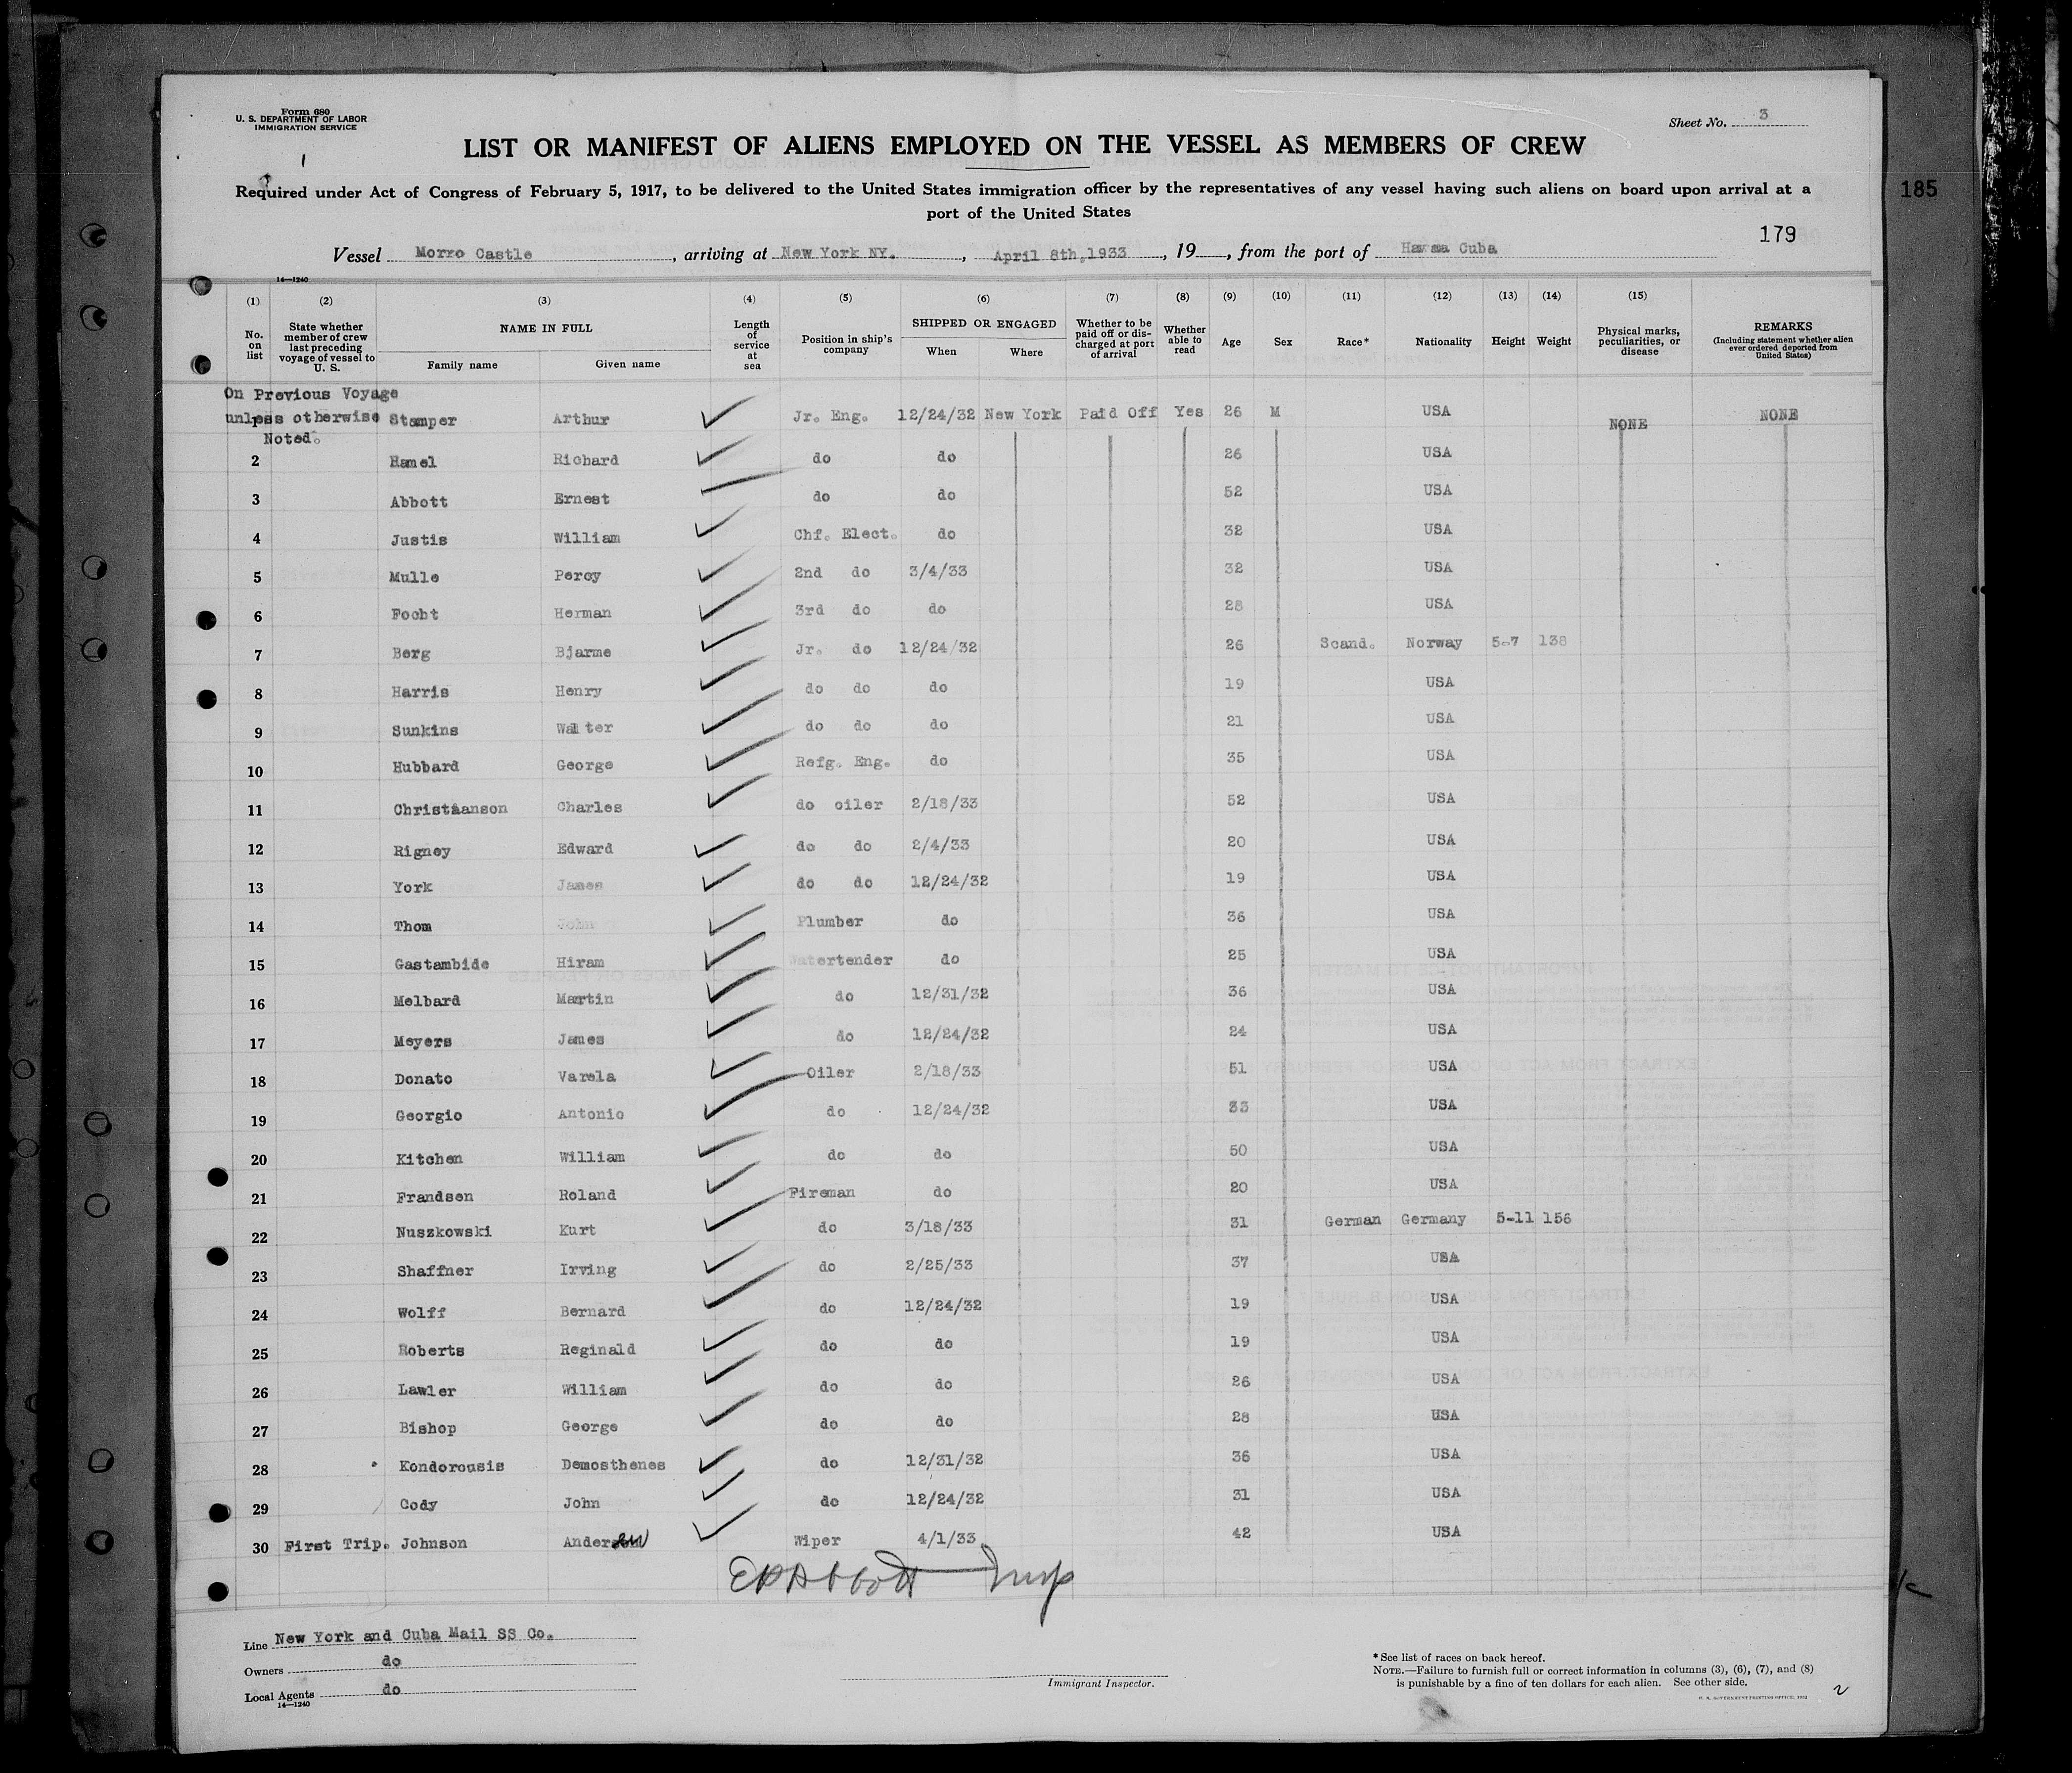 Form 680
U. S. DEPARTMENT OF LABOR
IMMIGRATION SERVICE
Sheet No. 3
LIST OR MANIFEST OF ALIENS EMPLOYED ON THE VESSEL AS MEMBERS OF CREW
Required under Act of Congress of February 5, 1917, to be delivered to the United States immigration officer by the representatives of any vessel having such aliens on board upon arrival at a
port of the United States
185
179
Vessel Morro Castle, arriving at New York NY., April 8th,1933, 19, from the port of Cuba
14—1240
(1) (2) (3) (4) (5) (6) (7) (8) (9) (10) (11) (12) (13) (14) (15)
No. on list
State whether member of crew last preceding voyage of vessel to U. S.
NAME IN FULL
Family name Given name
Length of service at sea
Position in ship's company
SHIPPED OR ENGAGED
When Where
Whether to be paid off or discharged at port of arrival
Whether able to read
Age
Sex
Race*
Nationality
Height
Weight
Physical marks, peculiarities, or disease
REMARKS
(Including statement whether alien ever ordered deported from United States)
On Previous Voyage
unless otherwise
Noted.
1 Stamper Arthur Jr. Eng. 12/24/32 New York Paid Off Yes 26 M USA NONE NONE
2 Hamel Richard do do 26 USA
3 Abbott Ernest do do 52 USA
4 Justis William Chf. Elect. do 32 USA
5 Mulle Percy 2nd do 3/4/33 32 USA
6 Focht Herman 3rd do do 28 USA
7 Berg Bjarme Jr. do 12/24/32 26 Scand. Norway 5-7 138
8 Harris Henry do do do 19 USA
9 Sunkins Walter do do do 21 USA
10 Hubbard George Refg. Eng. do 35 USA
11 Christaanson Charles do oiler 2/18/33 52 USA
12 Rigney Edward do do 2/4/33 20 USA
13 York James do do 12/24/32 19 USA
14 Thom John Plumber do 36 USA
15 Gastambide Hiram Watertender do 25 USA
16 Melbard Martin do 12/31/32 36 USA
17 Meyers James do 12/24/32 24 USA
18 Donato Varela Oiler 2/18/33 51 USA
19 Georgio Antonio do 12/24/32 33 USA
20 Kitchen William do do 50 USA
21 Frandsen Roland Fireman do 20 USA
22 Nuszkowski Kurt do 3/18/33 31 German Germany 5-11 156
23 Shaffner Irving do 2/25/33 37 USA
24 Wolff Bernard do 12/24/32 19 USA
25 Roberts Reginald do do 19 USA
26 Lawler William do do 26 USA
27 Bishop George do do 28 USA
28 Kondorousis Demosthenes do 12/31/32 36 USA
29 Cody John do 12/24/32 31 USA
30 First Trip. Johnson Anderson Wiper 4/1/33 42 USA
Line New York and Cuba Mail SS Co.
Owners do
Local Agents do
14—1240
Immigrant Inspector.
* See list of races on back hereof.
NOTE.—Failure to furnish full or correct information in columns (3), (6), (7), and (8)
is punishable by a fine of ten dollars for each alien. See other side.